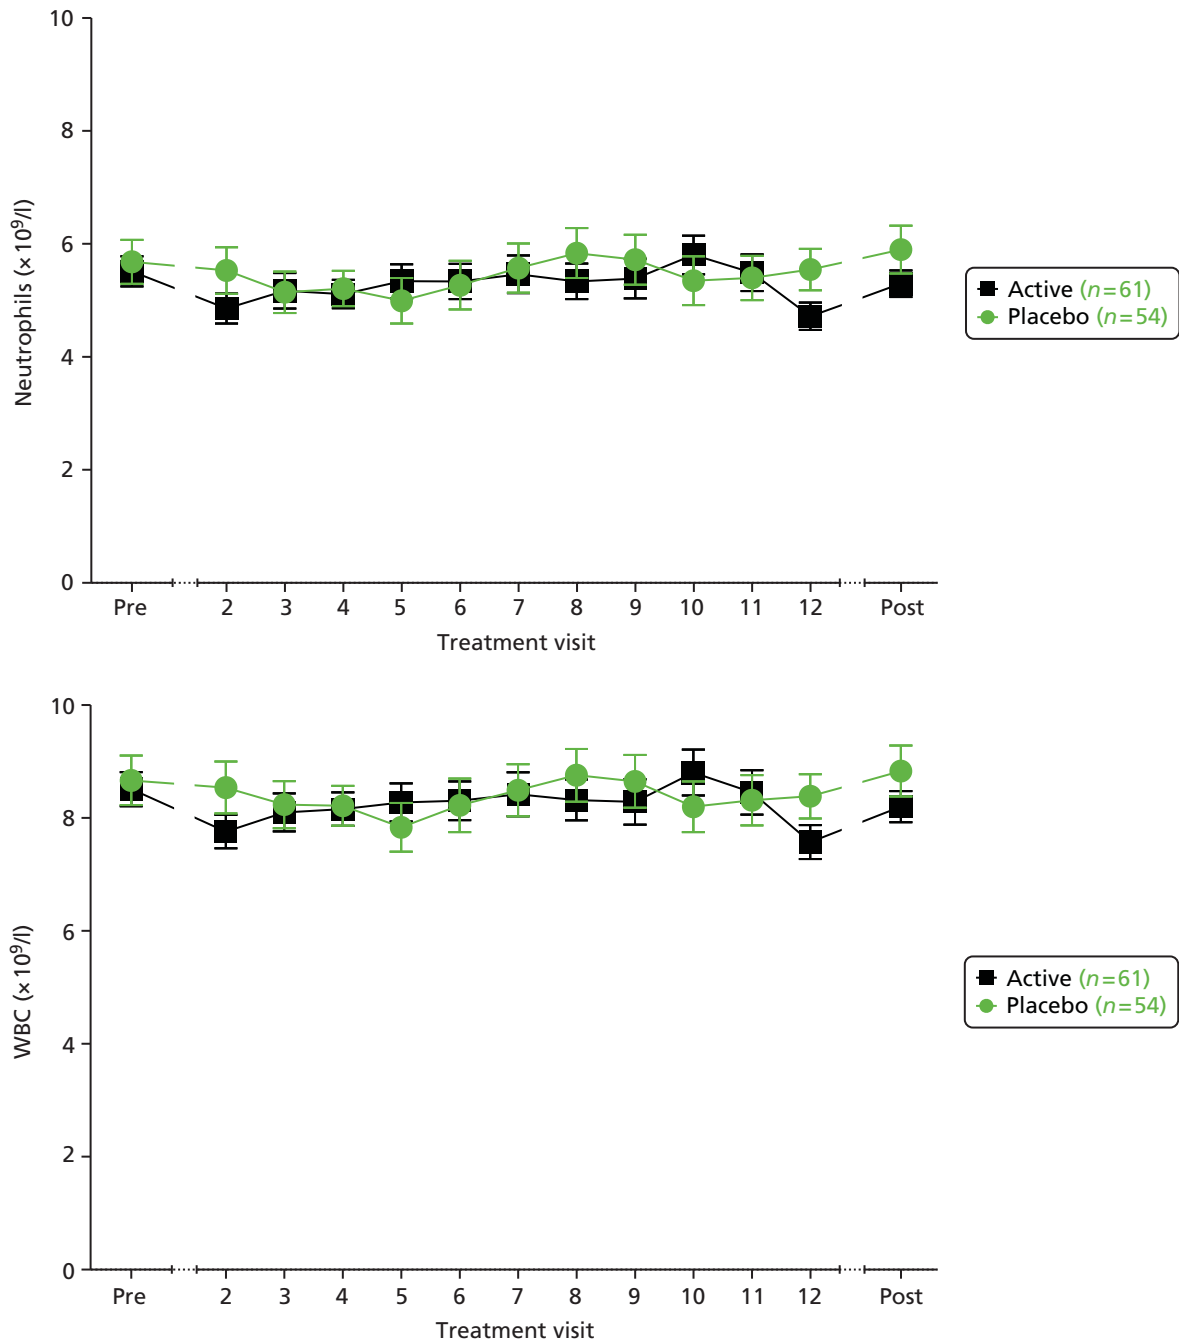 10
8
6
4
2
0
Neutrophils (× 10⁹/l)
Pre 2 3 4 5 6 7 8 9 10 11 12 Post
Treatment visit
Active (n=61)
Placebo (n=54)
10
8
6
4
2
0
WBC (× 10⁹/l)
Pre 2 3 4 5 6 7 8 9 10 11 12 Post
Treatment visit
Active (n=61)
Placebo (n=54)